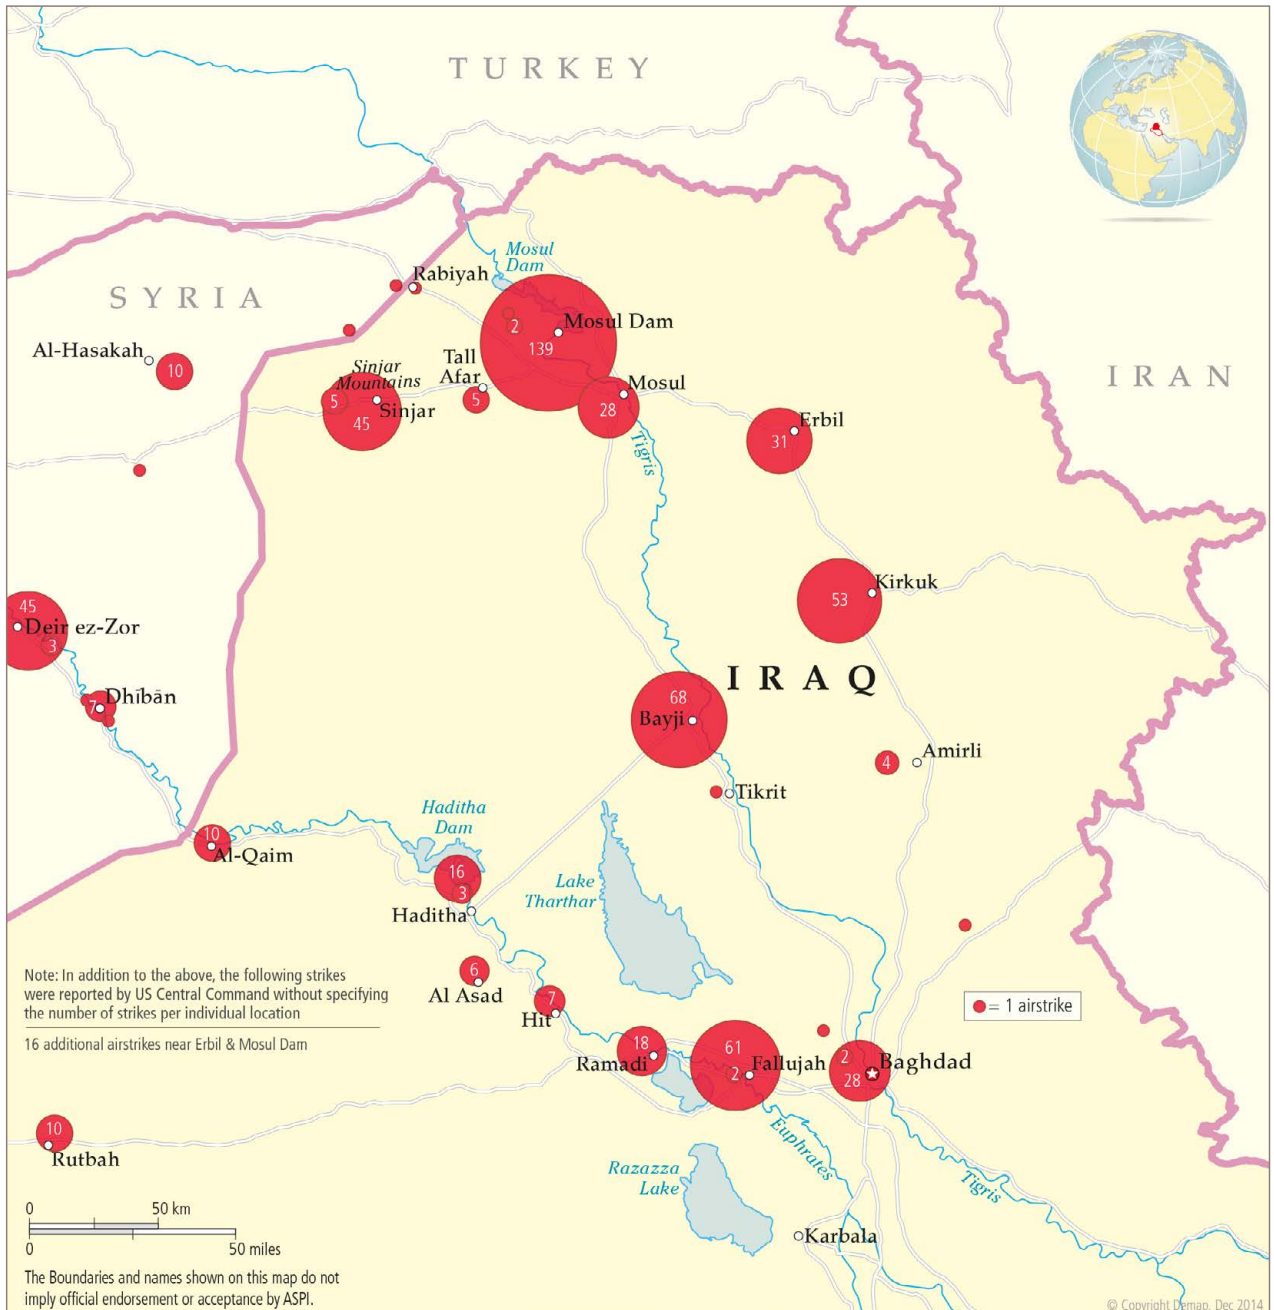 TURKEY
Mosul
Dam
Rabiyah
SYRIA
Mosul Dam
2
139
Al-Hasakah
10
Sinjar
Mountains
Tall
Afar
5
Sinjar
45
5
Mosul
28
IRAN
Erbil
31
Tigris
Kirkuk
53
45
Deir ez-Zor
3
IRAQ
Dhībān
7
68
Bayji
Amirli
4
Tikrit
Haditha
Dam
10
Al-Qaim
16
3
Lake
Tharthar
Haditha
6
Al Asad
7
Hit
Note: In addition to the above, the following strikes
were reported by US Central Command without specifying
the number of strikes per individual location
16 additional airstrikes near Erbil & Mosul Dam
= 1 airstrike
18
Ramadi
61
Fallujah
2
2
Baghdad
28
10
Rutbah
Euphrates
Razazza
Lake
Tigris
Karbala
0 50 km
0 50 miles
The Boundaries and names shown on this map do not
imply official endorsement or acceptance by ASPI.
© Copyright Demap, Dec 2014